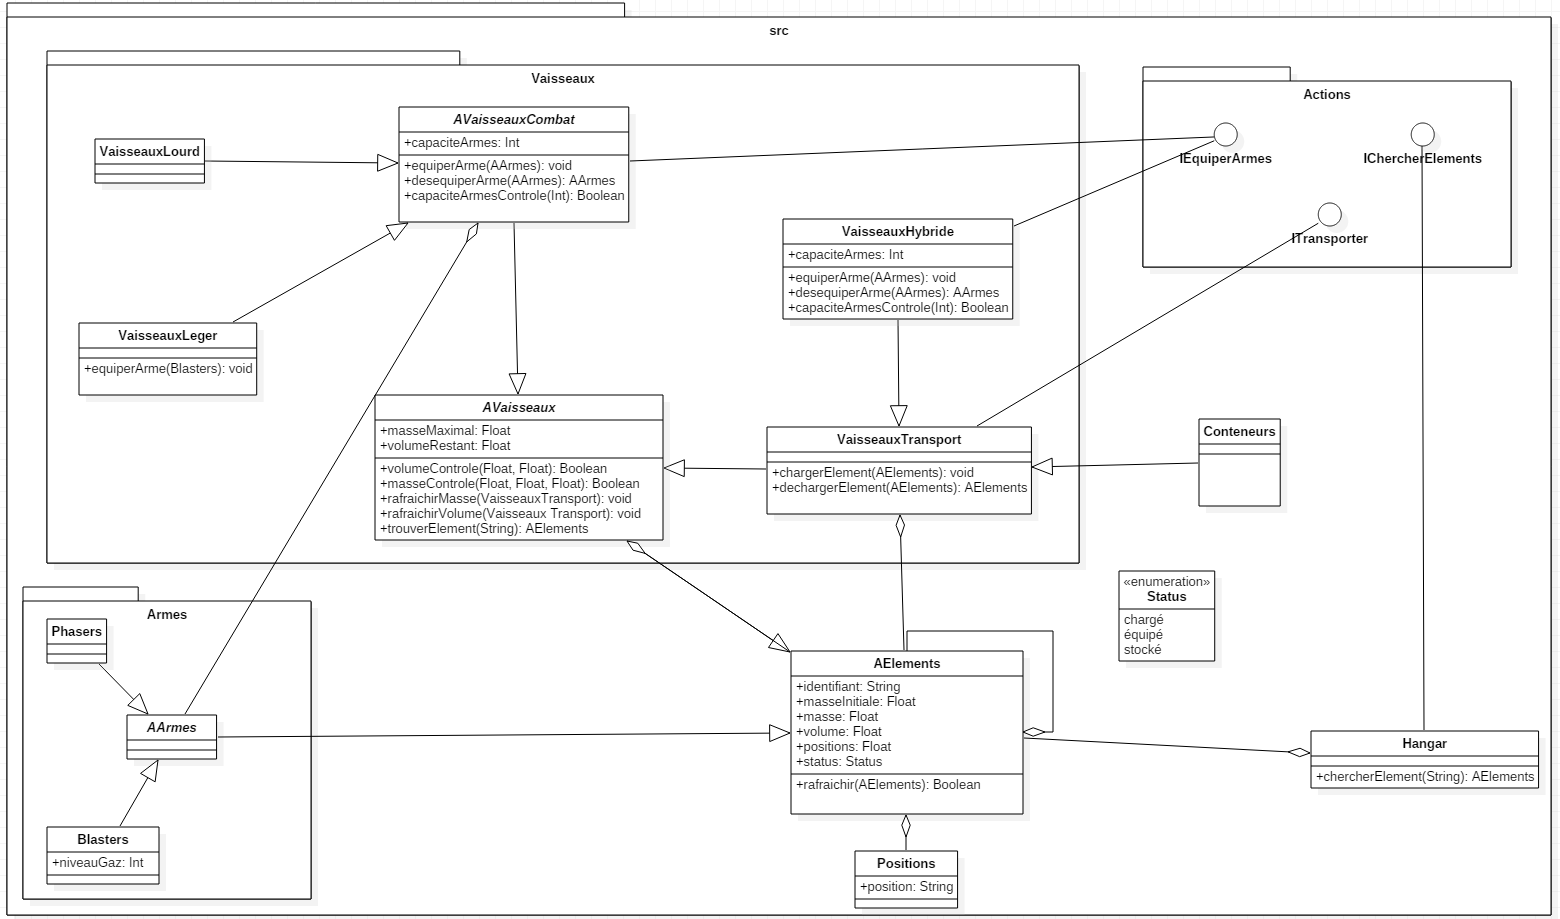 src
Vaisseaux
AVaisseauxCombat
+capaciteArmes: Int
+equiperArme(AArmes): void
+desequiperArme(AArmes): AArmes
+capaciteArmesControle(Int): Boolean
VaisseauxLourd
VaisseauxLeger
+equiperArme(Blasters): void
VaisseauxHybride
+capaciteArmes: Int
+equiperArme(AArmes): void
+desequiperArme(AArmes): AArmes
+capaciteArmesControle(Int): Boolean
AVaisseaux
+masseMaximal: Float
+volumeRestant: Float
+volumeControle(Float, Float): Boolean
+masseControle(Float, Float, Float): Boolean
+rafraichirMasse(VaisseauxTransport): void
+rafraichirVolume(Vaisseaux Transport): void
+trouverElement(String): AElements
VaisseauxTransport
+chargerElement(AElements): void
+dechargerElement(AElements): AElements
Actions
IEquiperArmes
IChercherElements
ITransporter
Conteneurs
«enumeration»
Status
chargé
équipé
stocké
Armes
Phasers
AArmes
Blasters
+niveauGaz: Int
AElements
+identifiant: String
+masseInitiale: Float
+masse: Float
+volume: Float
+positions: Float
+status: Status
+rafraichir(AElements): Boolean
Hangar
+chercherElement(String): AElements
Positions
+position: String